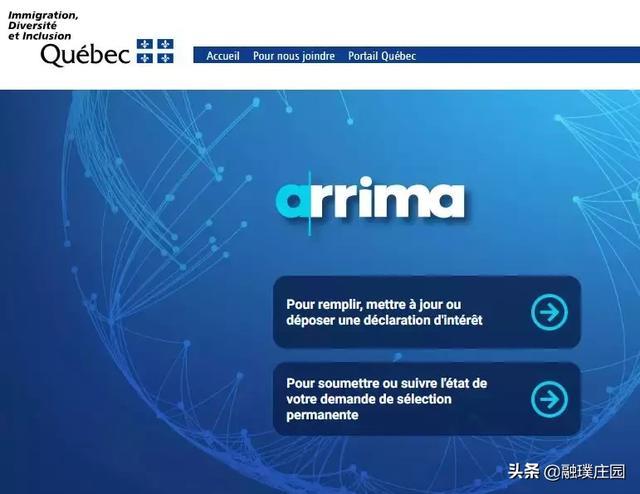 Immigration,
Diversité
et Inclusion
Québec
Accueil Pour nous joindre Portail Québec
arrima
Pour remplir, mettre à jour ou
déposer une déclaration d'intérêt
Pour soumettre ou suivre l'état de
votre demande de sélection
permanente
头条 @融璞庄园